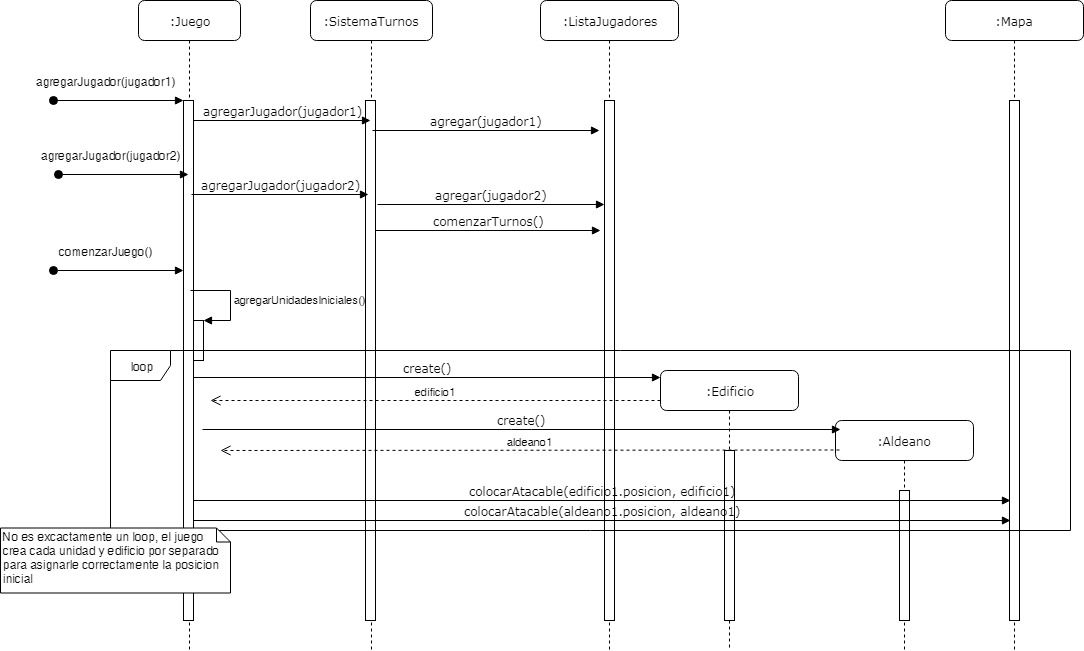 :Juego
:SistemaTurnos
:ListaJugadores
:Mapa
agregarJugador(jugador1)
agregarJugador(jugador1)
agregar(jugador1)
agregarJugador(jugador2)
agregarJugador(jugador2)
agregar(jugador2)
comenzarTurnos()
comenzarJuego()
agregarUnidadesIniciales()
loop
create()
:Edificio
edificio1
create()
:Aldeano
aldeano1
colocarAtacable(edificio1.posicion, edificio1)
colocarAtacable(aldeano1.posicion, aldeano1)
No es excactamente un loop, el juego
crea cada unidad y edificio por separado
para asignarle correctamente la posicion
inicial